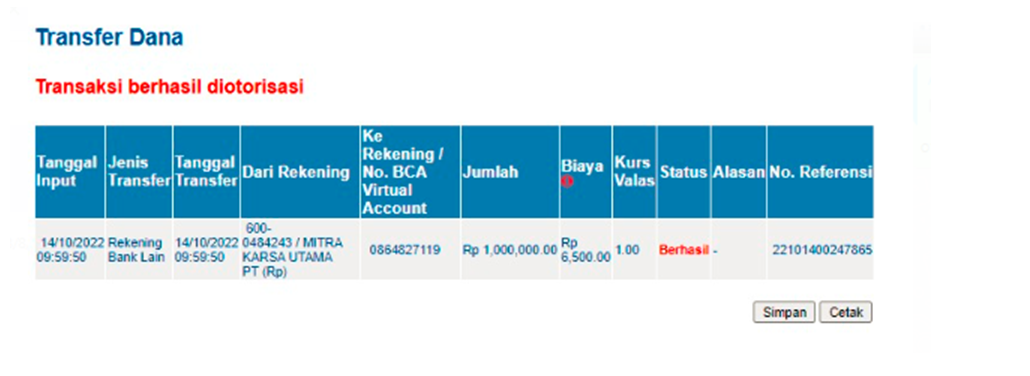 Transfer Dana
Transaksi berhasil diotorisasi
Tanggal Input Jenis Transfer Tanggal Transfer Dari Rekening Ke Rekening / No. BCA Virtual Account Jumlah Biaya Kurs Valas Status Alasan No. Referensi
14/10/2022 09:59:50 Rekening Bank Lain 14/10/2022 09:59:50 600-0484243 / MITRA KARSA UTAMA PT (Rp) 0864827119 Rp 1,000,000.00 Rp 6,500.00 1.00 Berhasil - 22101400247865
Simpan Cetak